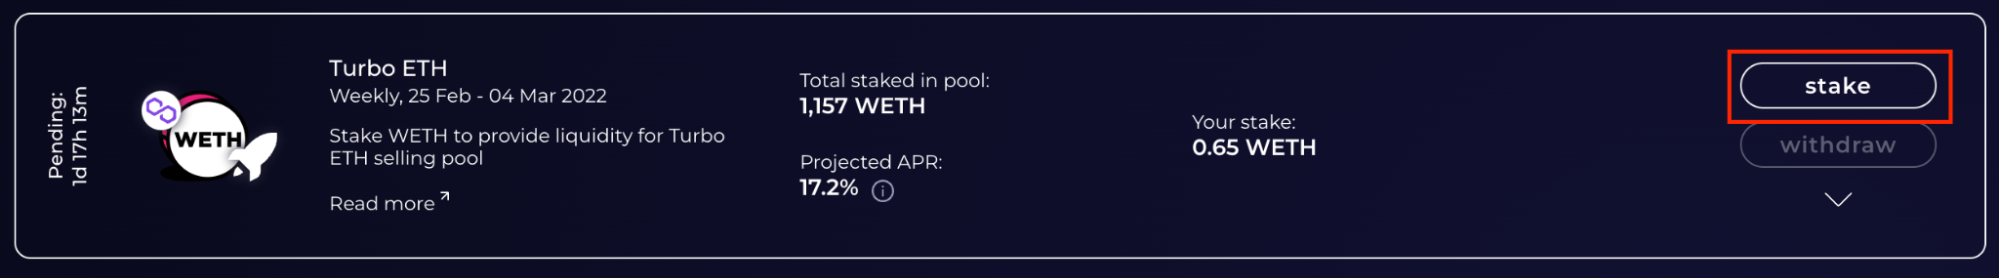 Pending:
1d 17h 13m
WETH
Turbo ETH
Weekly, 25 Feb - 04 Mar 2022
Stake WETH to provide liquidity for Turbo
ETH selling pool
Read more
Total staked in pool:
1,157 WETH
Projected APR:
17.2%
Your stake:
0.65 WETH
stake
withdraw